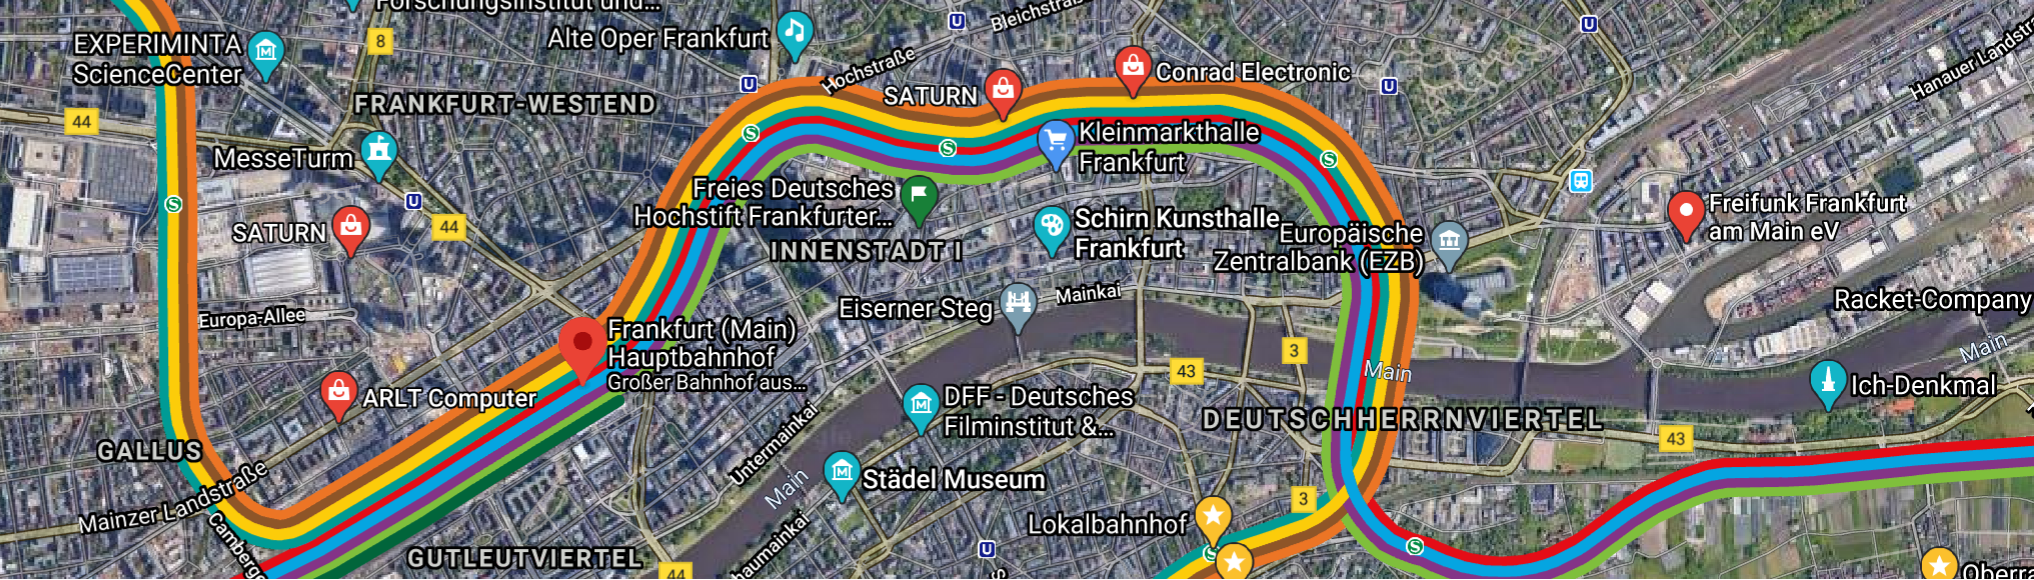 Forschungsinstitut und...
Bleichstraß
EXPERIMINTA
ScienceCenter
8
Alte Oper Frankfurt
U
U
U
Hochstraße
SATURN
Conrad Electronic
U
Hanauer Landstr
FRANKFURT-WESTEND
44
MesseTurm
S
S
S
Kleinmarkthalle
Frankfurt
S
U
44
SATURN
Freies Deutsches
Hochstift Frankfurter...
INNENSTADT I
Schirn Kunsthalle
Frankfurt
Europäische
Zentralbank (EZB)
Freifunk Frankfurt
am Main eV
Europa-Allee
Eiserner Steg
Mainkai
Racket-Company
Frankfurt (Main)
Hauptbahnhof
Großer Bahnhof aus...
ARLT Computer
3
43
Main
Main
Ich-Denkmal
DFF - Deutsches
Filminstitut &...
DEUTSCHHERRNVIERTEL
43
GALLUS
Mainzer Landstraße
Camberge
Untermainkai
Main
Städel Museum
3
Lokalbahnhof
S
S
GUTLEUTVIERTEL
44
haumainkai
U
S
Oberra